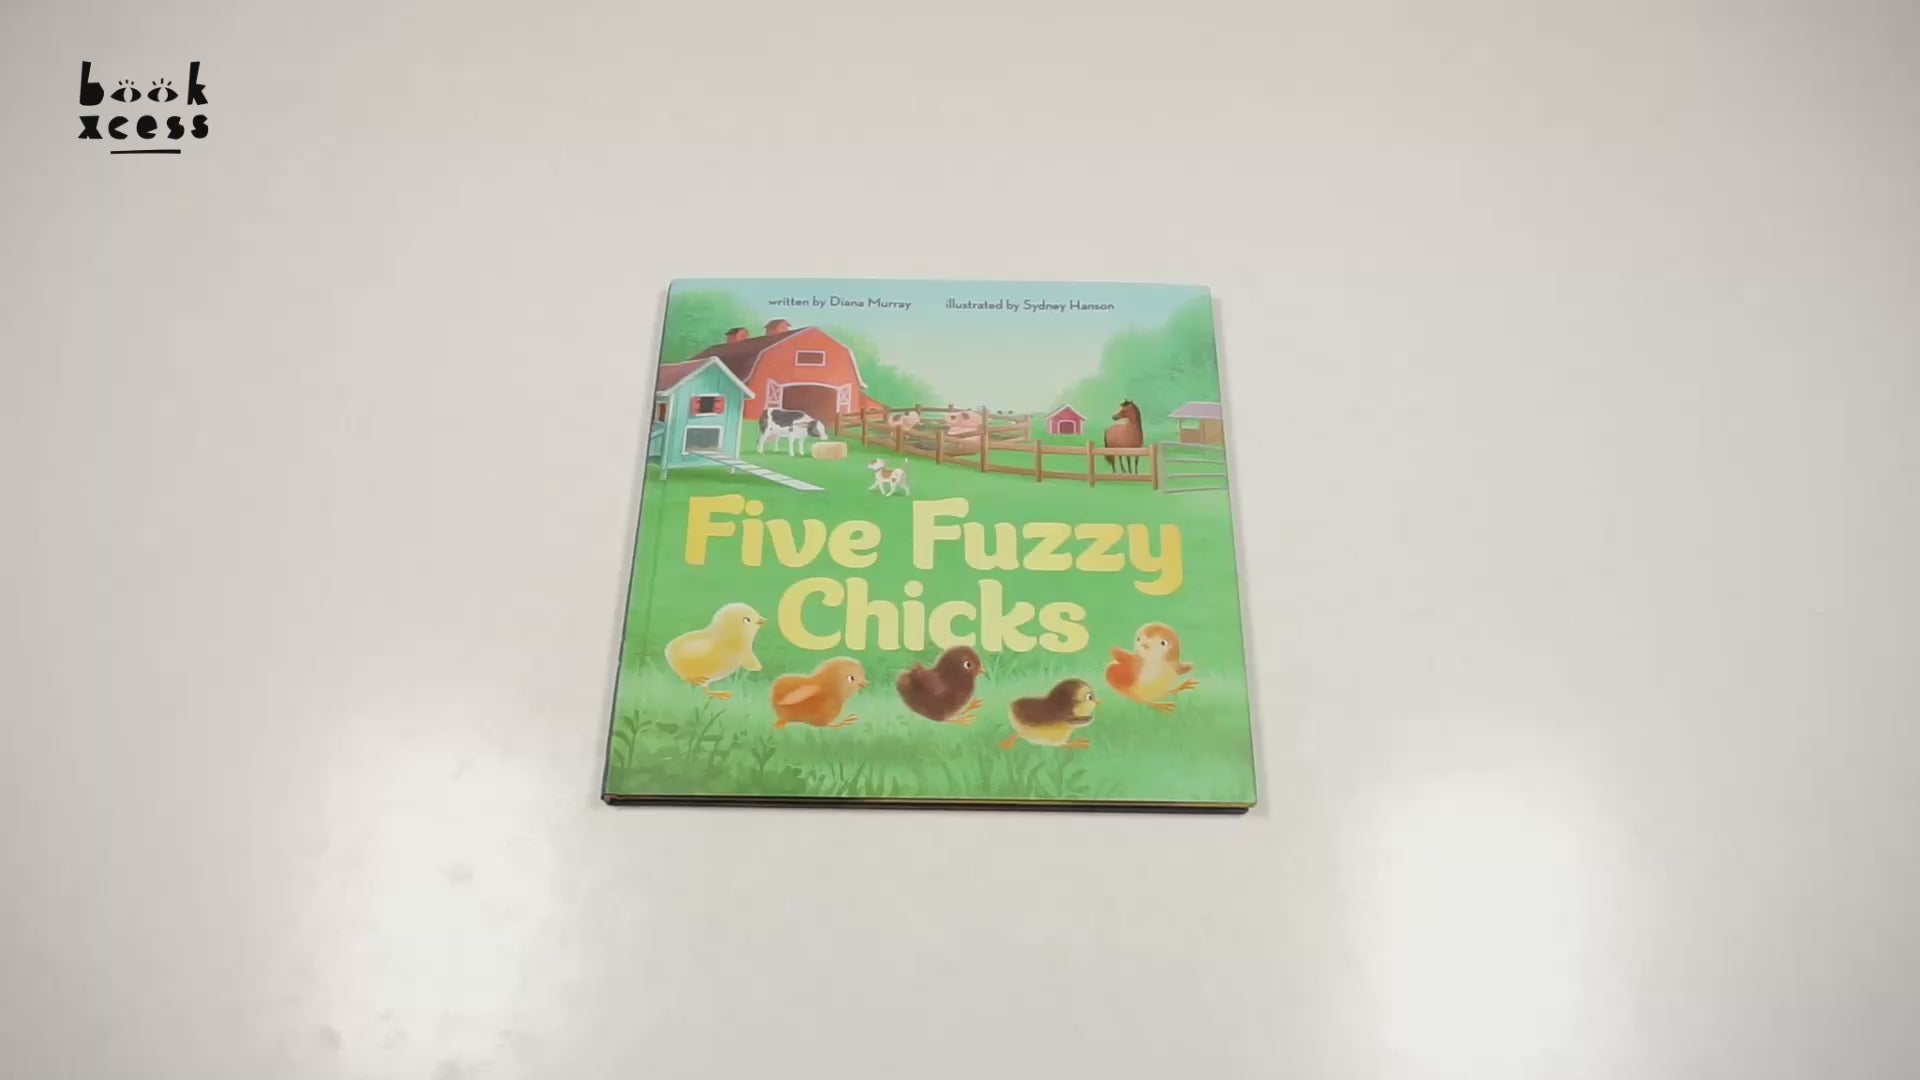 book
xcess
written by Diana Murray
illustrated by Sydney Hanson
Five Fuzzy
Chicks